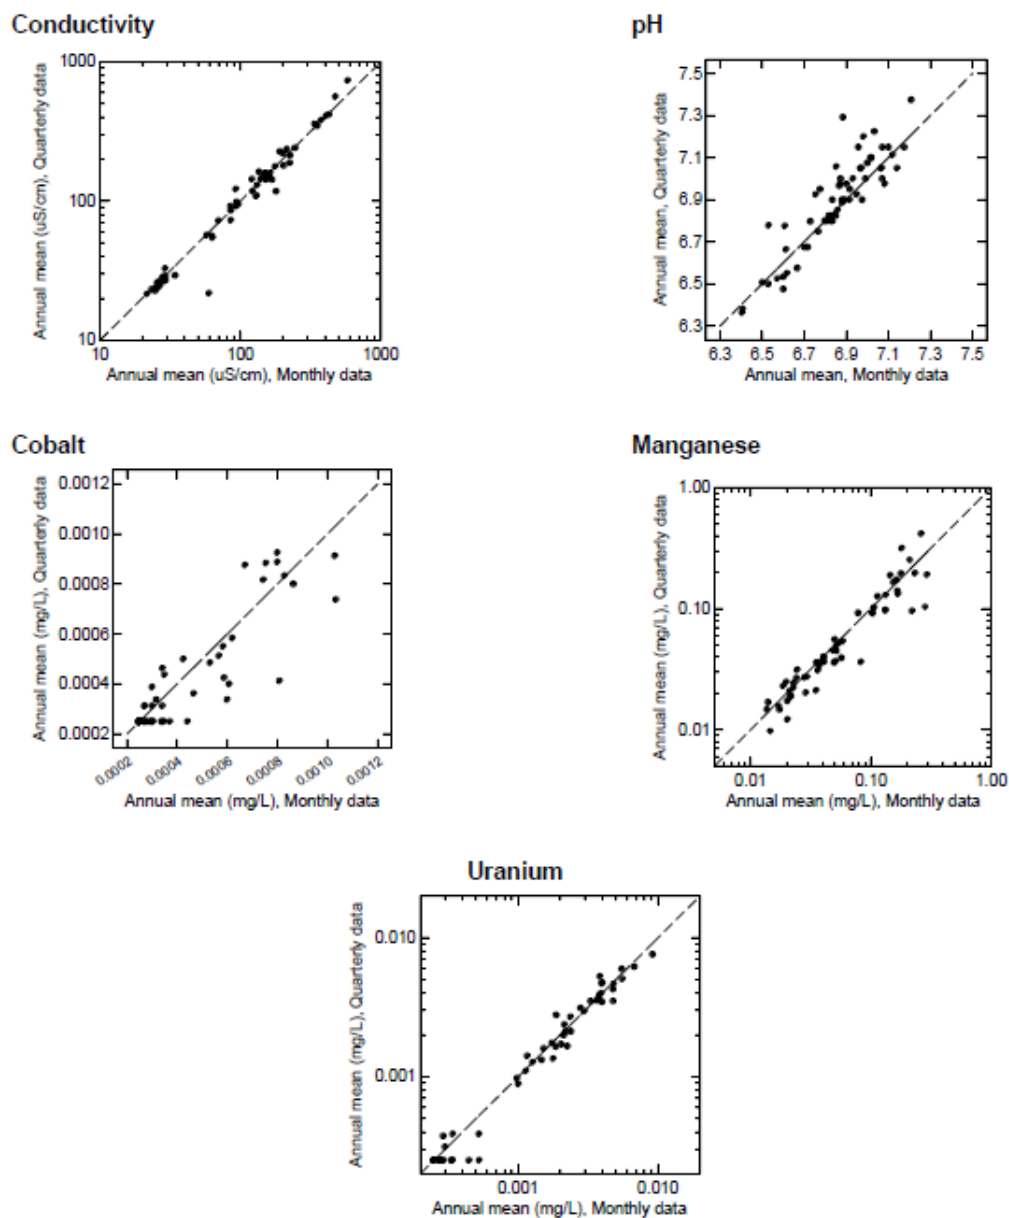 Conductivity
Annual mean (uS/cm), Quarterly data
1000
100
10
10 100 1000
Annual mean (uS/cm), Monthly data
pH
Annual mean, Quarterly data
7.5
7.3
7.1
6.9
6.7
6.5
6.3
6.3 6.5 6.7 6.9 7.1 7.3 7.5
Annual mean, Monthly data
Cobalt
Annual mean (mg/L), Quarterly data
0.0012
0.0010
0.0008
0.0006
0.0004
0.0002
0.0002 0.0004 0.0006 0.0008 0.0010 0.0012
Annual mean (mg/L), Monthly data
Manganese
Annual mean (mg/L), Quarterly data
1.00
0.10
0.01
0.01 0.10 1.00
Annual mean (mg/L), Monthly data
Uranium
Annual mean (mg/L), Quarterly data
0.010
0.001
0.001 0.010
Annual mean (mg/L), Monthly data